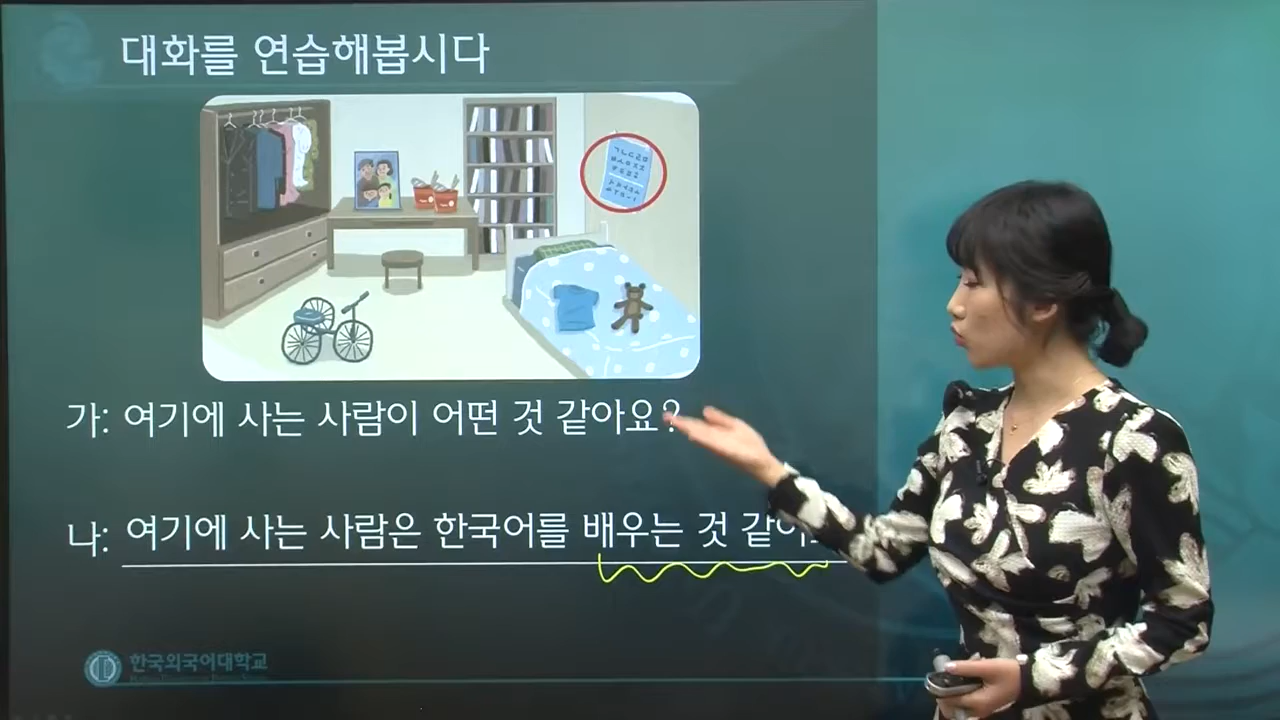 대화를 연습해봅시다
가: 여기에 사는 사람이 어떤 것 같아요?
나: 여기에 사는 사람은 한국어를 배우는 것 같아
한국외국어대학교